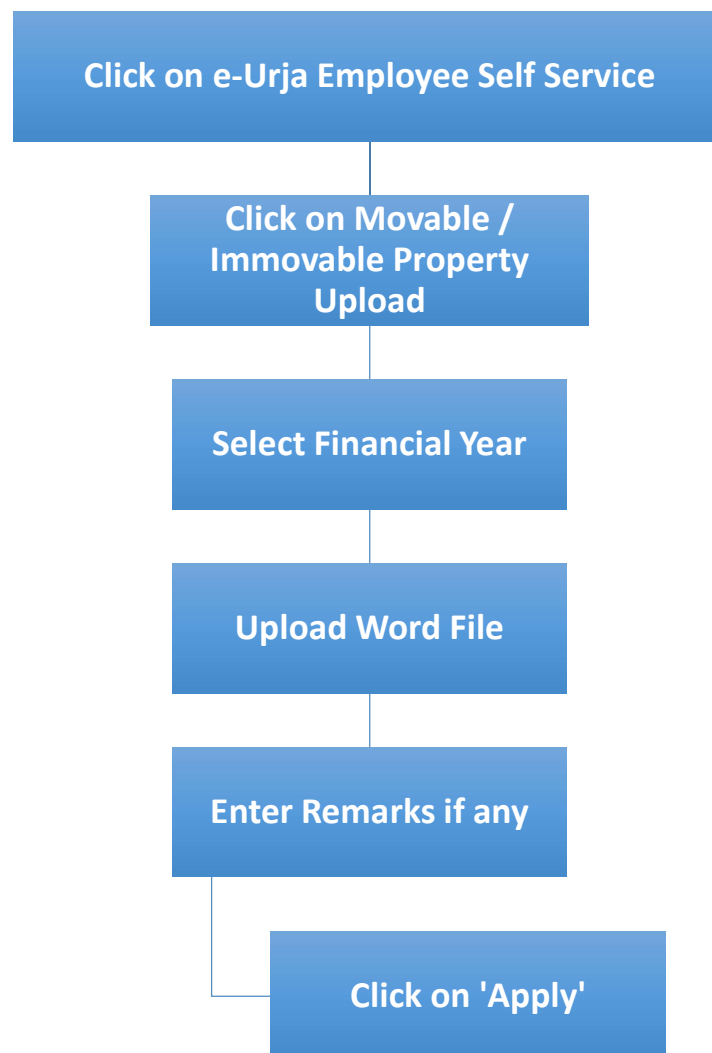 Click on e-Urja Employee Self Service
Click on Movable /
Immovable Property
Upload
Select Financial Year
Upload Word File
Enter Remarks if any
Click on 'Apply'